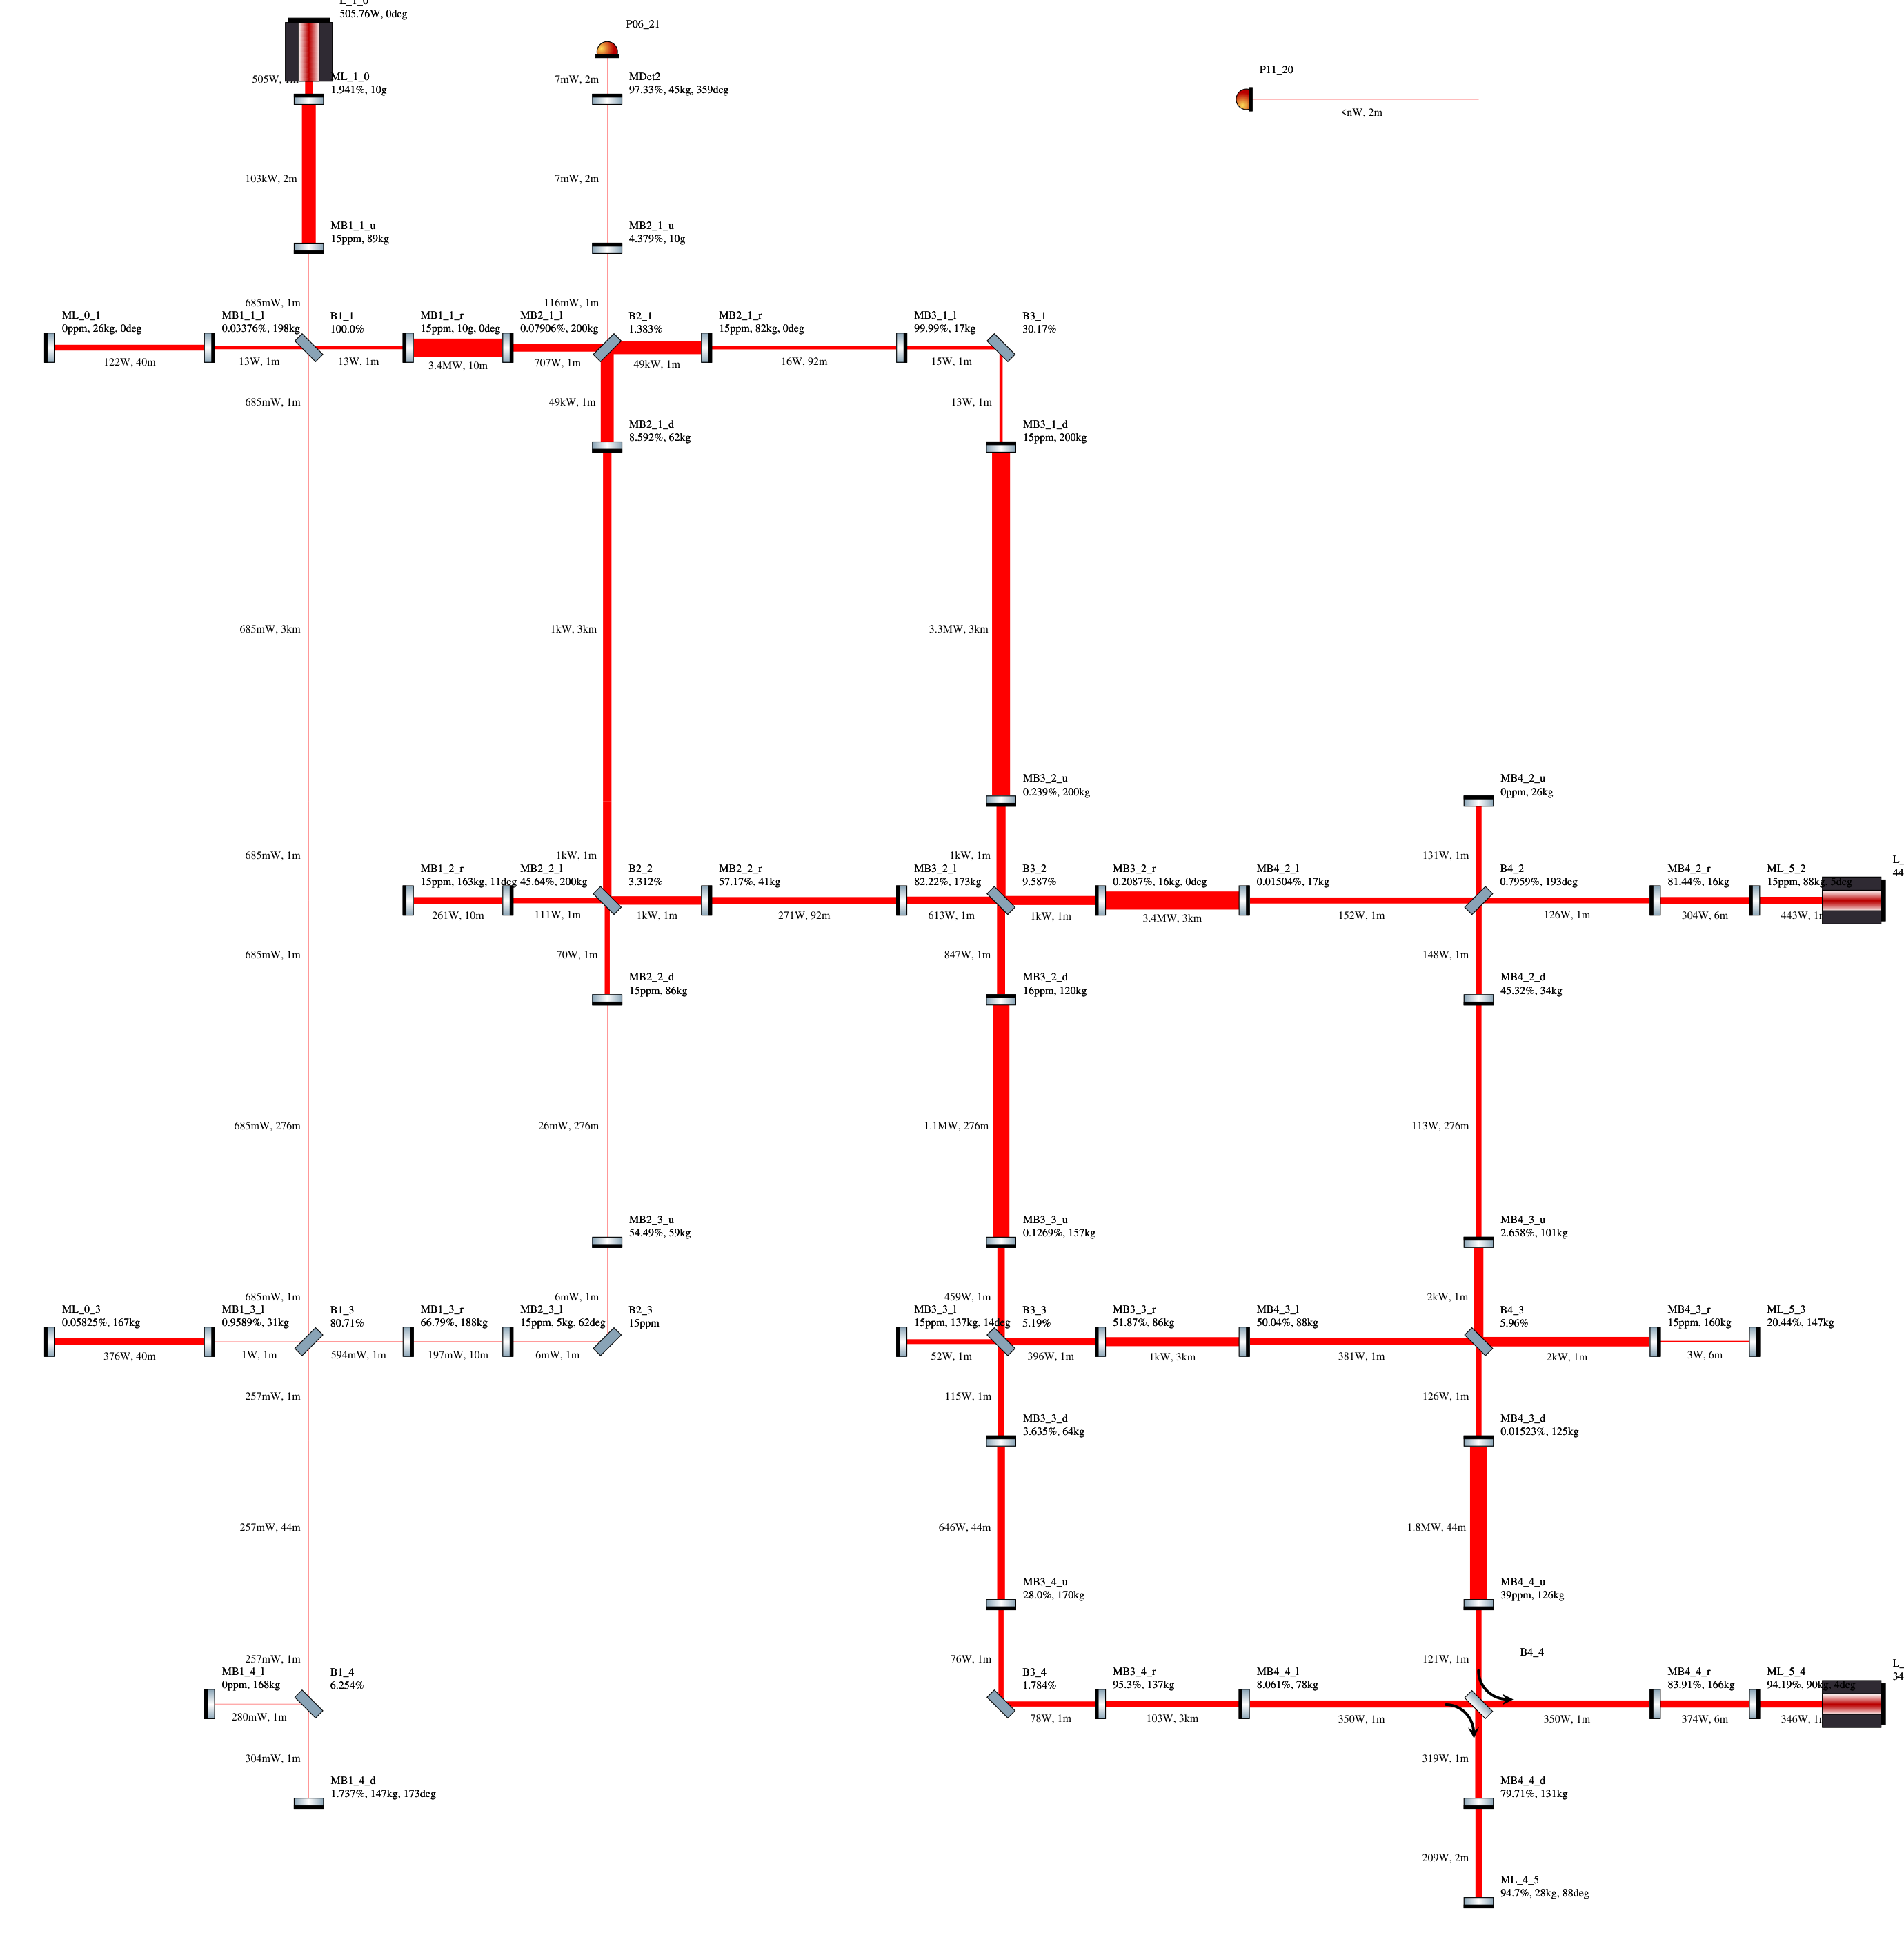 505.76W, 0deg
P06_21
P11_20
<nW, 2m
505W,
ML_1_0
1.941%, 10g
7mW, 2m
MDet2
97.33%, 45kg, 359deg
103kW, 2m
7mW, 2m
MB1_1_u
15ppm, 89kg
MB2_1_u
4.379%, 10g
685mW, 1m
116mW, 1m
ML_0_1
0ppm, 26kg, 0deg
MB1_1_l
0.03376%, 198kg
B1_1
100.0%
MB1_1_r
15ppm, 10g, 0deg
MB2_1_l
0.07906%, 200kg
B2_1
1.383%
MB2_1_r
15ppm, 82kg, 0deg
MB3_1_l
99.99%, 17kg
B3_1
30.17%
122W, 40m
13W, 1m
13W, 1m
3.4MW, 10m
707W, 1m
49kW, 1m
16W, 92m
15W, 1m
685mW, 1m
49kW, 1m
13W, 1m
MB2_1_d
8.592%, 62kg
MB3_1_d
15ppm, 200kg
685mW, 3km
1kW, 3km
3.3MW, 3km
MB3_2_u
0.239%, 200kg
MB4_2_u
0ppm, 26kg
685mW, 1m
1kW, 1m
1kW, 1m
131W, 1m
MB1_2_r
15ppm, 163kg, 11deg
MB2_2_l
45.64%, 200kg
B2_2
3.312%
MB2_2_r
57.17%, 41kg
MB3_2_l
82.22%, 173kg
B3_2
9.587%
MB3_2_r
0.2087%, 16kg, 0deg
MB4_2_l
0.01504%, 17kg
B4_2
0.7959%, 193deg
MB4_2_r
81.44%, 16kg
ML_5_2
15ppm, 88kg, 5deg
261W, 10m
111W, 1m
1kW, 1m
271W, 92m
613W, 1m
1kW, 1m
3.4MW, 3km
152W, 1m
126W, 1m
304W, 6m
685mW, 1m
70W, 1m
847W, 1m
148W, 1m
MB2_2_d
15ppm, 86kg
MB3_2_d
16ppm, 120kg
MB4_2_d
45.32%, 34kg
685mW, 276m
26mW, 276m
1.1MW, 276m
113W, 276m
MB2_3_u
54.49%, 59kg
MB3_3_u
0.1269%, 157kg
MB4_3_u
2.658%, 101kg
685mW, 1m
6mW, 1m
459W, 1m
2kW, 1m
ML_0_3
0.05825%, 167kg
MB1_3_l
0.9589%, 31kg
B1_3
80.71%
MB1_3_r
66.79%, 188kg
MB2_3_l
15ppm, 5kg, 62deg
B2_3
15ppm
MB3_3_l
15ppm, 137kg, 14deg
B3_3
5.19%
MB3_3_r
51.87%, 86kg
MB4_3_l
50.04%, 88kg
B4_3
5.96%
MB4_3_r
15ppm, 160kg
ML_5_3
20.44%, 147kg
376W, 40m
1W, 1m
594mW, 1m
197mW, 10m
6mW, 1m
52W, 1m
396W, 1m
1kW, 3km
381W, 1m
2kW, 1m
3W, 6m
257mW, 1m
115W, 1m
126W, 1m
MB3_3_d
3.635%, 64kg
MB4_3_d
0.01523%, 125kg
257mW, 44m
646W, 44m
1.8MW, 44m
MB3_4_u
28.0%, 170kg
MB4_4_u
39ppm, 126kg
257mW, 1m
76W, 1m
121W, 1m
B4_4
MB1_4_l
0ppm, 168kg
B1_4
6.254%
B3_4
1.784%
MB3_4_r
95.3%, 137kg
MB4_4_l
8.061%, 78kg
MB4_4_r
83.91%, 166kg
ML_5_4
94.19%, 90kg, 4deg
280mW, 1m
78W, 1m
103W, 3km
350W, 1m
350W, 1m
374W, 6m
304mW, 1m
319W, 1m
MB1_4_d
1.737%, 147kg, 173deg
MB4_4_d
79.71%, 131kg
209W, 2m
ML_4_5
94.7%, 28kg, 88deg